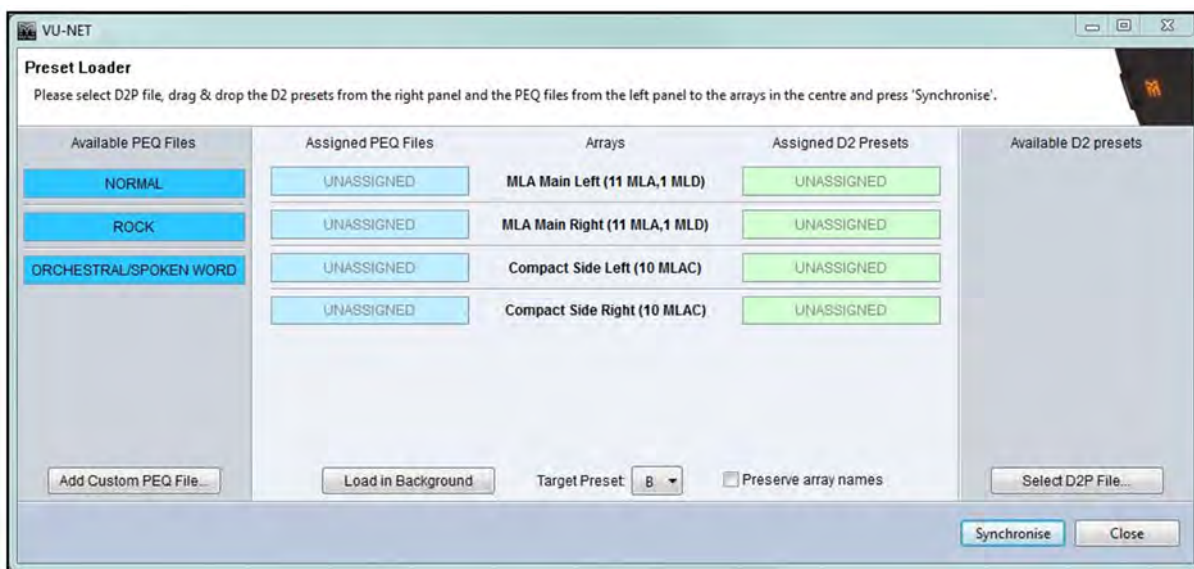 VU-NET
Preset Loader
Please select D2P file, drag & drop the D2 presets from the right panel and the PEQ files from the left panel to the arrays in the centre and press 'Synchronise'.
Available PEQ Files Assigned PEQ Files Arrays Assigned D2 Presets Available D2 presets
NORMAL UNASSIGNED MLA Main Left (11 MLA,1 MLD) UNASSIGNED
ROCK UNASSIGNED MLA Main Right (11 MLA,1 MLD) UNASSIGNED
ORCHESTRAL/SPOKEN WORD UNASSIGNED Compact Side Left (10 MLAC) UNASSIGNED
UNASSIGNED Compact Side Right (10 MLAC) UNASSIGNED
Add Custom PEQ File... Load in Background Target Preset: B Preserve array names Select D2P File...
Synchronise Close